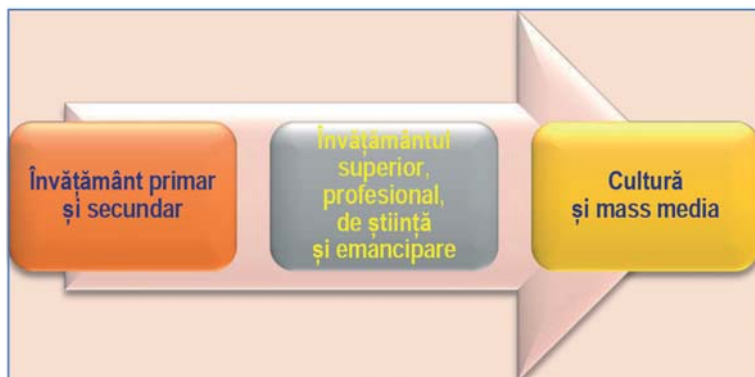 Învățământ primar
și secundar
Învățământul
superior,
profesional,
de știință
și emancipare
Cultură
și mass media